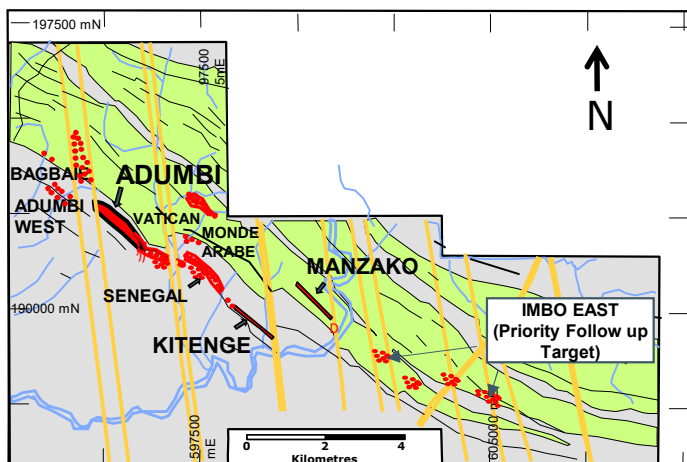 197500 mN
97500
5mE
N
BAGBAIE
ADUMBI
ADUMBI
WEST
VATICAN
MONDE
ARABE
MANZAKO
SENEGAL
190000 mN
IMBO EAST
(Priority Follow up
Target)
KITENGE
D
597500
mE
605000
0 2 4
Kilometres